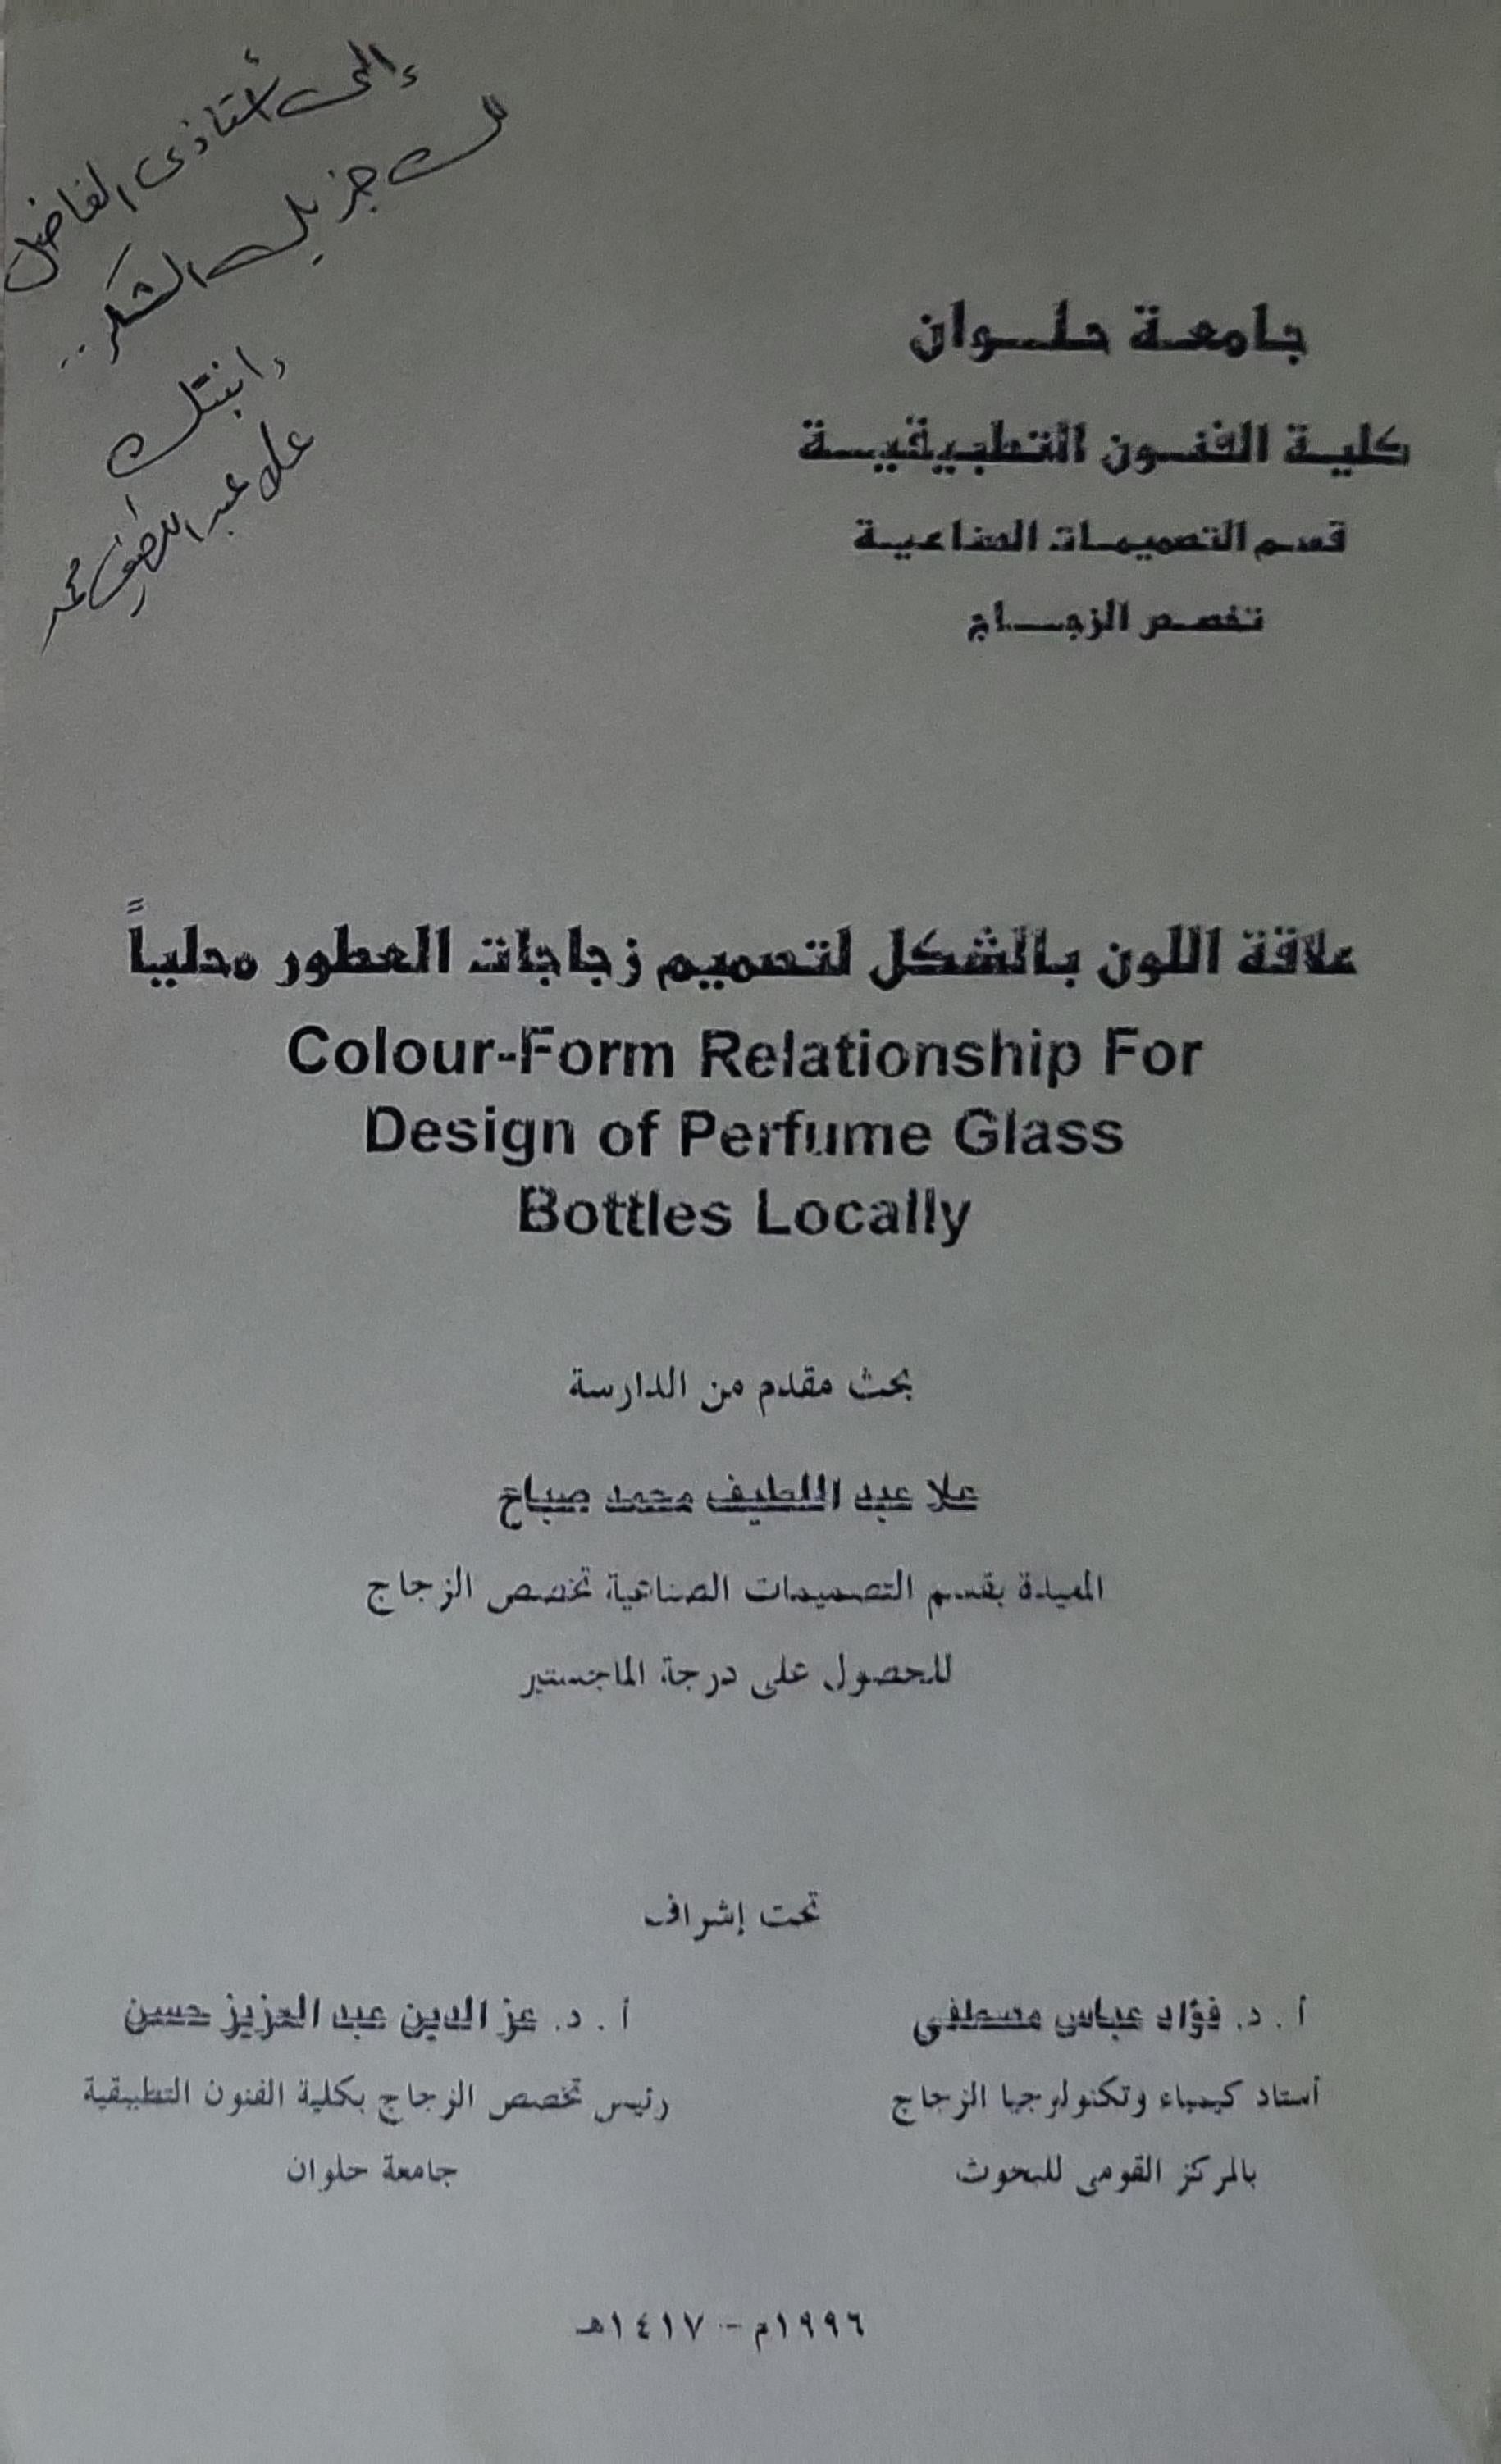 إلى أستاذى الفاضل
لك جزيل الشكر ..
إبنتك
علا عبد اللطيف محمد
جامعة حلوان
كلية الفنون التطبيقية
قسم التصميمات الصناعية
تخصص الزجاج
علاقة اللون بالشكل لتصميم زجاجات العطور محلياً
Colour-Form Relationship For
Design of Perfume Glass
Bottles Locally
بحث مقدم من الدارسة
علا عبد اللطيف محمد صباح
المعيدة بقسم التصميمات الصناعية تخصص الزجاج
للحصول على درجة الماجستير
تحت إشراف
أ . د. فؤاد عباس مصطفى
أستاد كيمياء وتكنولوجيا الزجاج
بالمركز القومى للبحوث
أ . د. عز الدين عبد العزيز حسن
رئيس تخصص الزجاج بكلية الفنون التطبيقية
جامعة حلوان
١٩٩٦م - ١٤١٧هـ